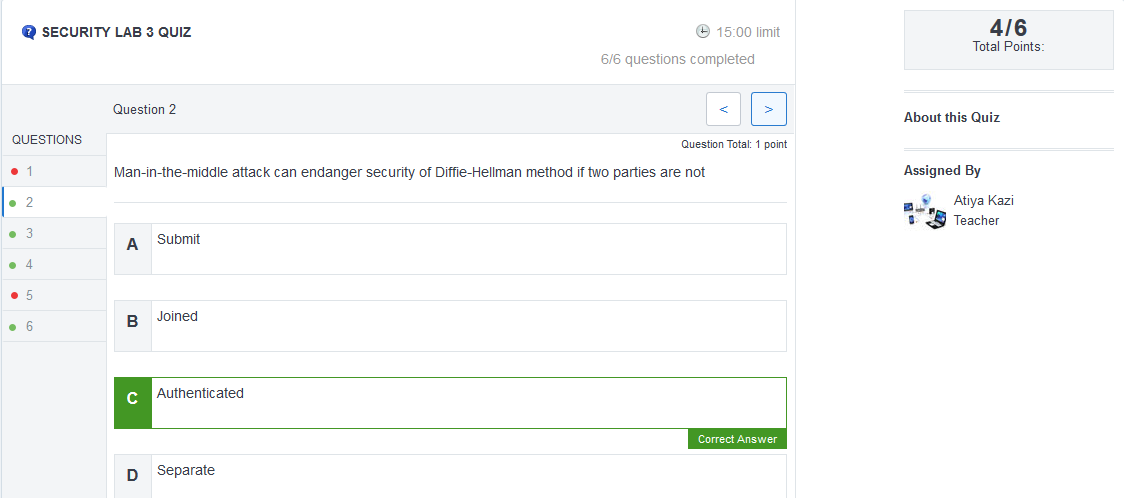 SECURITY LAB 3 QUIZ
15:00 limit
6/6 questions completed
Question 2
<
>
QUESTIONS
1
2
3
4
5
6
Question Total: 1 point
Man-in-the-middle attack can endanger security of Diffie-Hellman method if two parties are not
A Submit
B Joined
C Authenticated
Correct Answer
D Separate
4/6
Total Points:
About this Quiz
Assigned By
Atiya Kazi
Teacher